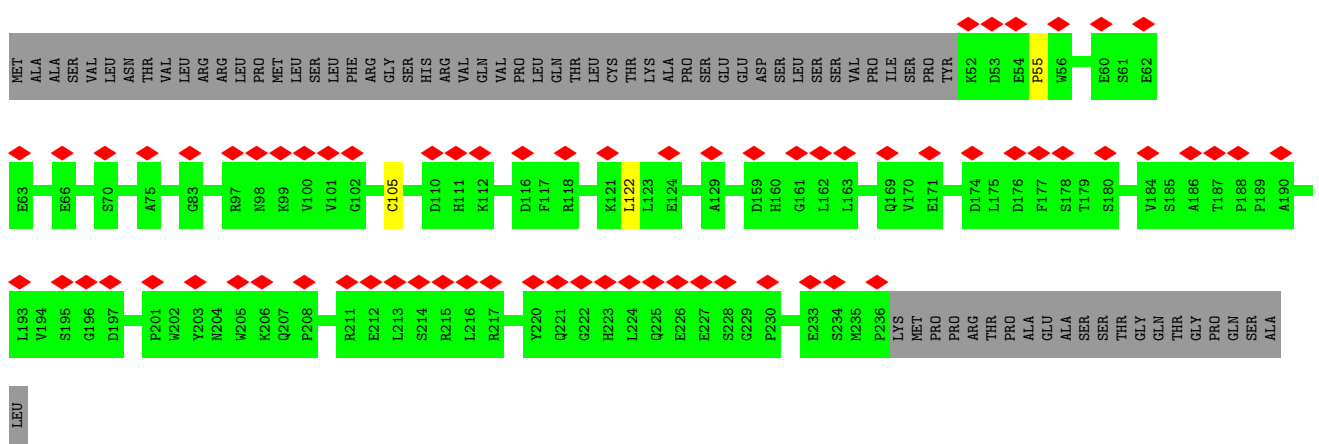 MET ALA ALA SER VAL LEU ASN THR VAL LEU ARG ARG LEU PRO MET LEU SER LEU PHE ARG GLY SER HIS ARG VAL GLN VAL PRO LEU GLN THR LEU CYS THR LYS ALA PRO SER GLU GLU ASP SER LEU SER SER VAL PRO ILE SER PRO TYR K52 D53 E54 P55 W56 E60 S61 E62
E63 E66 S70 A75 G83 R97 N98 K99 V100 V101 G102 C105 D110 H111 K112 D116 F117 R118 K121 L122 L123 E124 A129 D159 H160 G161 L162 L163 Q169 V170 E171 D174 L175 D176 F177 S178 T179 S180 V184 S185 A186 T187 P188 P189 A190
L193 V194 S195 G196 D197 P201 W202 Y203 N204 W205 K206 Q207 P208 R211 E212 L213 S214 R215 L216 R217 Y220 Q221 G222 H223 L224 Q225 E226 E227 S228 G229 P230 E233 S234 M235 P236 LYS MET PRO PRO ARG THR PRO ALA GLU ALA SER SER THR GLY GLN THR GLY PRO GLN SER ALA
LEU